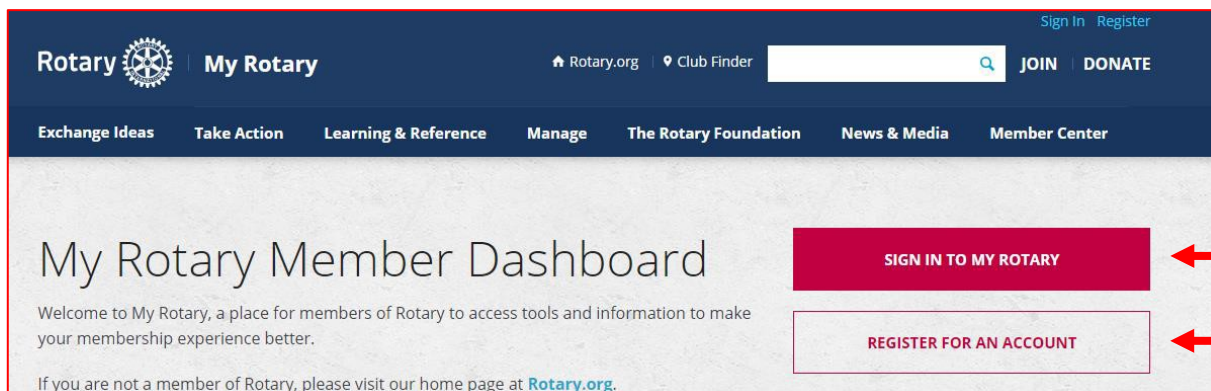 Sign In Register
Rotary My Rotary Rotary.org Club Finder JOIN DONATE
Exchange Ideas Take Action Learning & Reference Manage The Rotary Foundation News & Media Member Center
My Rotary Member Dashboard
Welcome to My Rotary, a place for members of Rotary to access tools and information to make
your membership experience better.
If you are not a member of Rotary, please visit our home page at Rotary.org.
SIGN IN TO MY ROTARY
REGISTER FOR AN ACCOUNT